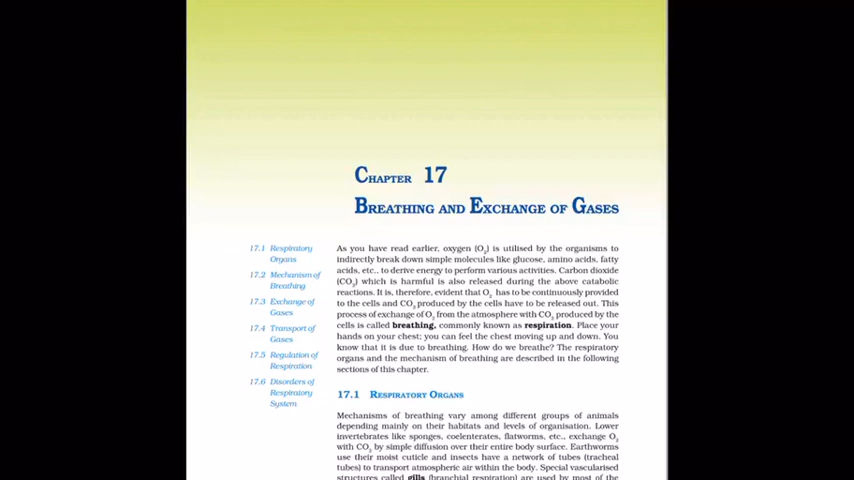 CHAPTER 17
BREATHING AND EXCHANGE OF GASES
17.1 Respiratory
Organs
17.2 Mechanism of
Breathing
17.3 Exchange of
Gases
17.4 Transport of
Gases
17.5 Regulation of
Respiration
17.6 Disorders of
Respiratory
System
As you have read earlier, oxygen (O2) is utilised by the organisms to
indirectly break down simple molecules like glucose, amino acids, fatty
acids, etc., to derive energy to perform various activities. Carbon dioxide
(CO2) which is harmful is also released during the above catabolic
reactions. It is, therefore, evident that O2 has to be continuously provided
to the cells and CO2 produced by the cells have to be released out. This
process of exchange of O2 from the atmosphere with CO2 produced by the
cells is called breathing, commonly known as respiration. Place your
hands on your chest; you can feel the chest moving up and down. You
know that it is due to breathing. How do we breathe? The respiratory
organs and the mechanism of breathing are described in the following
sections of this chapter.
17.1 RESPIRATORY ORGANS
Mechanisms of breathing vary among different groups of animals
depending mainly on their habitats and levels of organisation. Lower
invertebrates like sponges, coelenterates, flatworms, etc., exchange O2
with CO2 by simple diffusion over their entire body surface. Earthworms
use their moist cuticle and insects have a network of tubes (tracheal
tubes) to transport atmospheric air within the body. Special vascularised
structures called gills (branchial respiration) are used by most of the